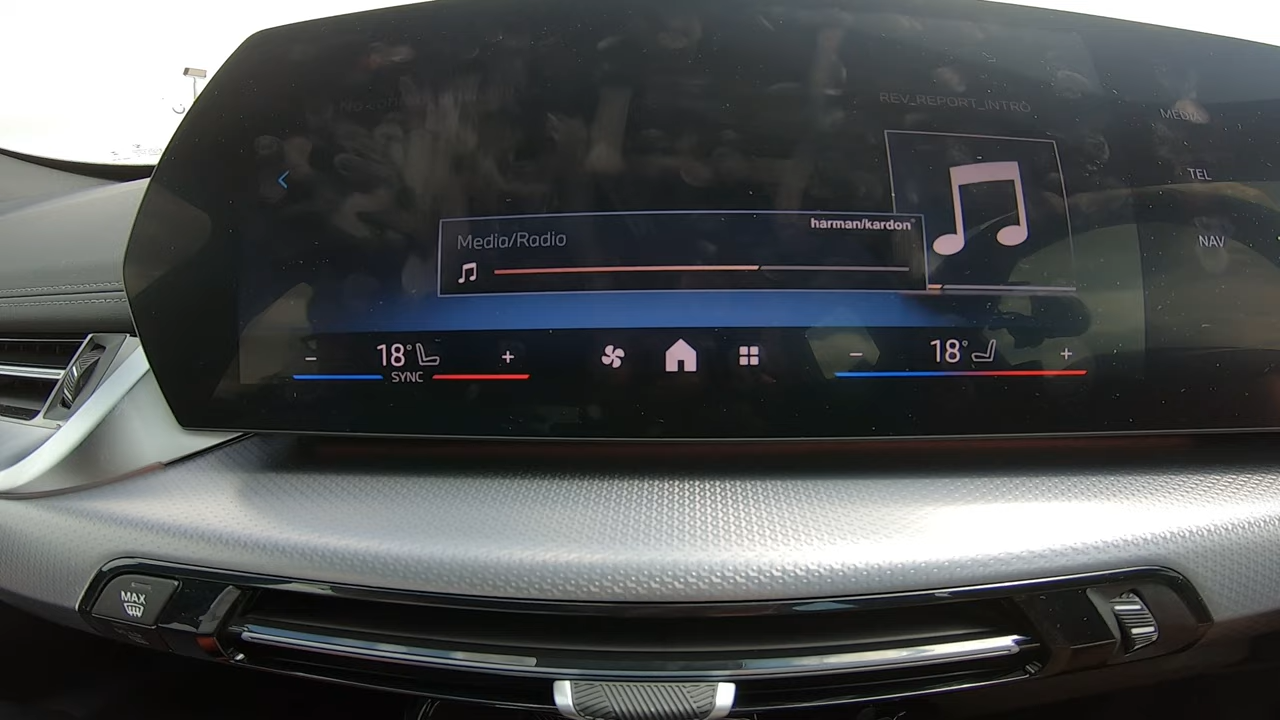 REV_REPORT_INTRO
MEDIA
TEL
harman/kardon
Media/Radio
NAV
18°
18°
SYNC
MAX